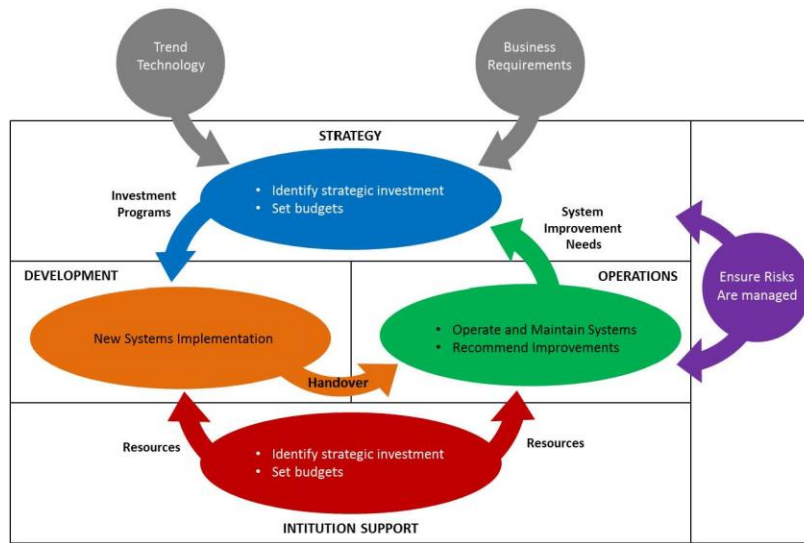 Trend
Technology
Business
Requirements
STRATEGY
• Identify strategic investment
• Set budgets
Investment
Programs
System
Improvement
Needs
DEVELOPMENT
OPERATIONS
Ensure Risks
Are managed
New Systems Implementation
• Operate and Maintain Systems
• Recommend Improvements
Handover
Resources
• Identify strategic investment
• Set budgets
Resources
INTITUTION SUPPORT